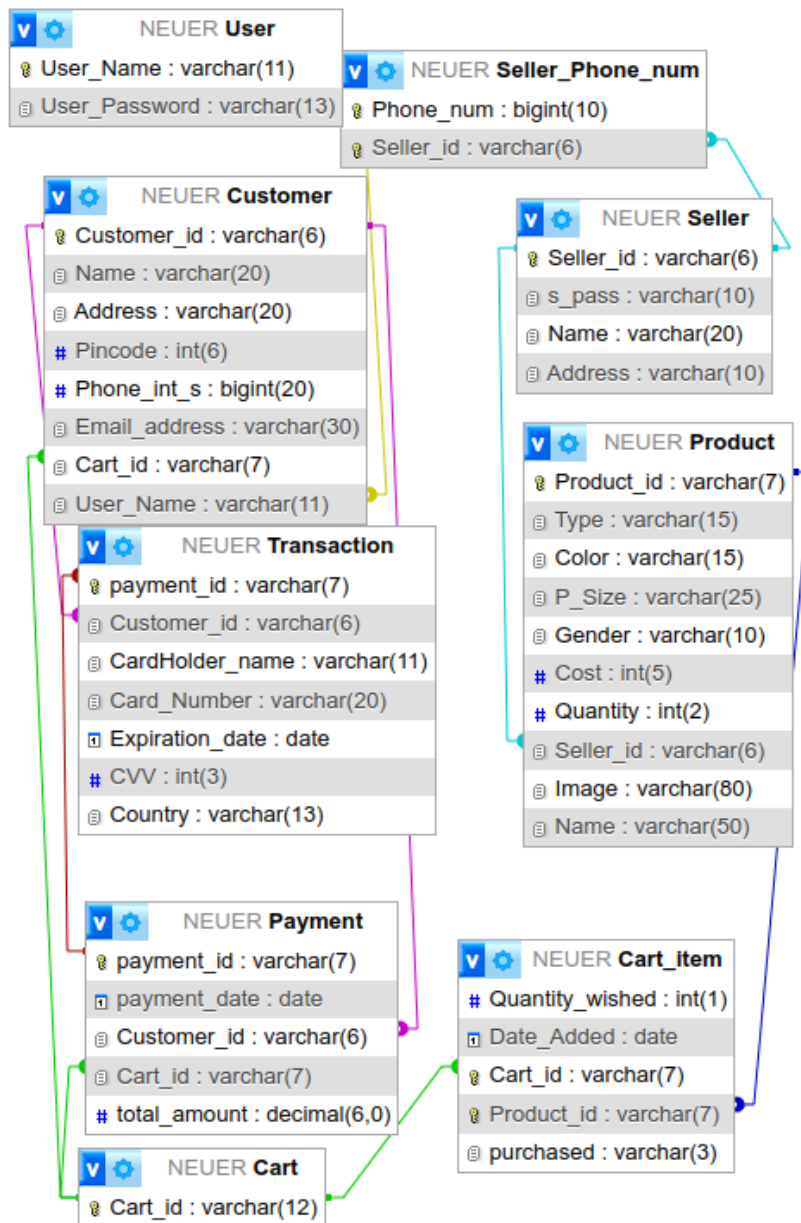 NEUER User
User_Name : varchar(11)
User_Password : varchar(13)
NEUER Seller_Phone_num
Phone_num : bigint(10)
Seller_id : varchar(6)
NEUER Customer
Customer_id : varchar(6)
Name : varchar(20)
Address : varchar(20)
# Pincode : int(6)
# Phone_int_s : bigint(20)
Email_address : varchar(30)
Cart_id : varchar(7)
User_Name : varchar(11)
NEUER Seller
Seller_id : varchar(6)
s_pass : varchar(10)
Name : varchar(20)
Address : varchar(10)
NEUER Product
Product_id : varchar(7)
Type : varchar(15)
Color : varchar(15)
P_Size : varchar(25)
Gender : varchar(10)
# Cost : int(5)
# Quantity : int(2)
Seller_id : varchar(6)
Image : varchar(80)
Name : varchar(50)
NEUER Transaction
payment_id : varchar(7)
Customer_id : varchar(6)
CardHolder_name : varchar(11)
Card_Number : varchar(20)
Expiration_date : date
# CVV : int(3)
Country : varchar(13)
NEUER Payment
payment_id : varchar(7)
payment_date : date
Customer_id : varchar(6)
Cart_id : varchar(7)
# total_amount : decimal(6,0)
NEUER Cart_item
# Quantity_wished : int(1)
Date_Added : date
Cart_id : varchar(7)
Product_id : varchar(7)
purchased : varchar(3)
NEUER Cart
Cart_id : varchar(12)